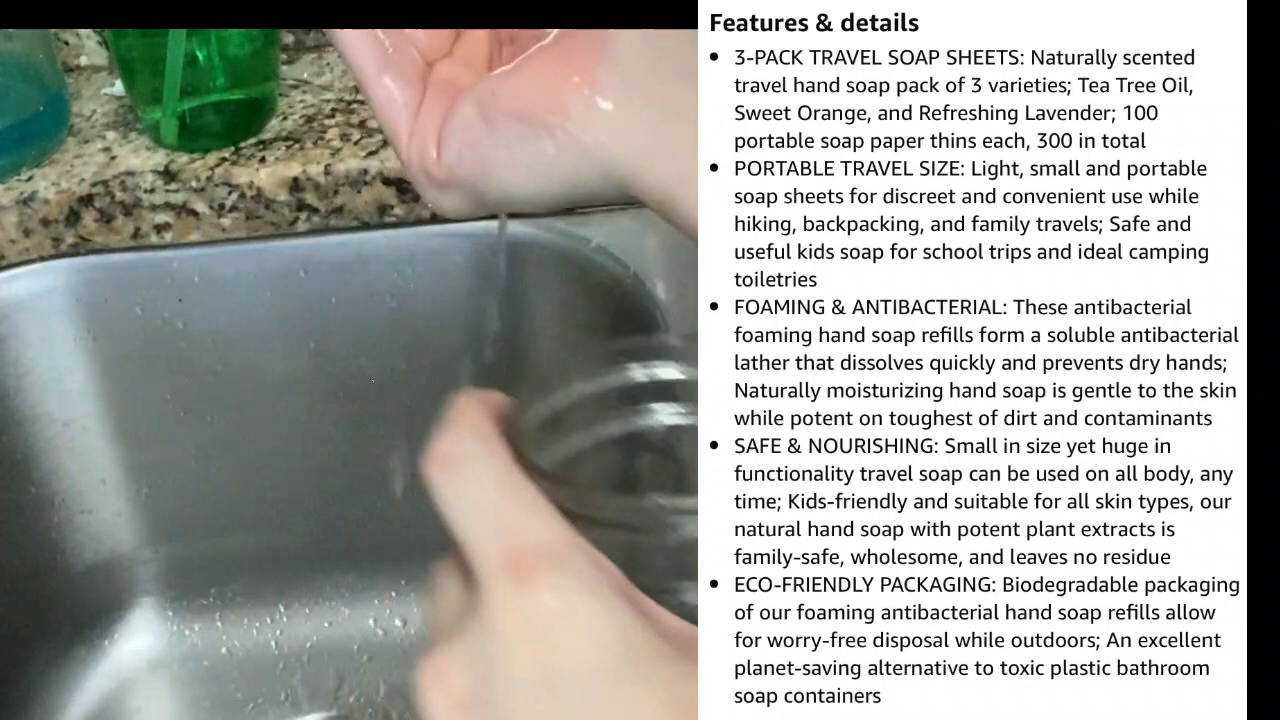 Features & details
• 3-PACK TRAVEL SOAP SHEETS: Naturally scented
travel hand soap pack of 3 varieties; Tea Tree Oil,
Sweet Orange, and Refreshing Lavender; 100
portable soap paper thins each, 300 in total
• PORTABLE TRAVEL SIZE: Light, small and portable
soap sheets for discreet and convenient use while
hiking, backpacking, and family travels; Safe and
useful kids soap for school trips and ideal camping
toiletries
• FOAMING & ANTIBACTERIAL: These antibacterial
foaming hand soap refills form a soluble antibacterial
lather that dissolves quickly and prevents dry hands;
Naturally moisturizing hand soap is gentle to the skin
while potent on toughest of dirt and contaminants
• SAFE & NOURISHING: Small in size yet huge in
functionality travel soap can be used on all body, any
time; Kids-friendly and suitable for all skin types, our
natural hand soap with potent plant extracts is
family-safe, wholesome, and leaves no residue
• ECO-FRIENDLY PACKAGING: Biodegradable packaging
of our foaming antibacterial hand soap refills allow
for worry-free disposal while outdoors; An excellent
planet-saving alternative to toxic plastic bathroom
soap containers